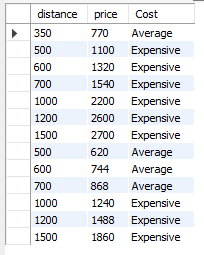 distance price Cost
350 770 Average
500 1100 Expensive
600 1320 Expensive
700 1540 Expensive
1000 2200 Expensive
1200 2600 Expensive
1500 2700 Expensive
500 620 Average
600 744 Average
700 868 Average
1000 1240 Expensive
1200 1488 Expensive
1500 1860 Expensive